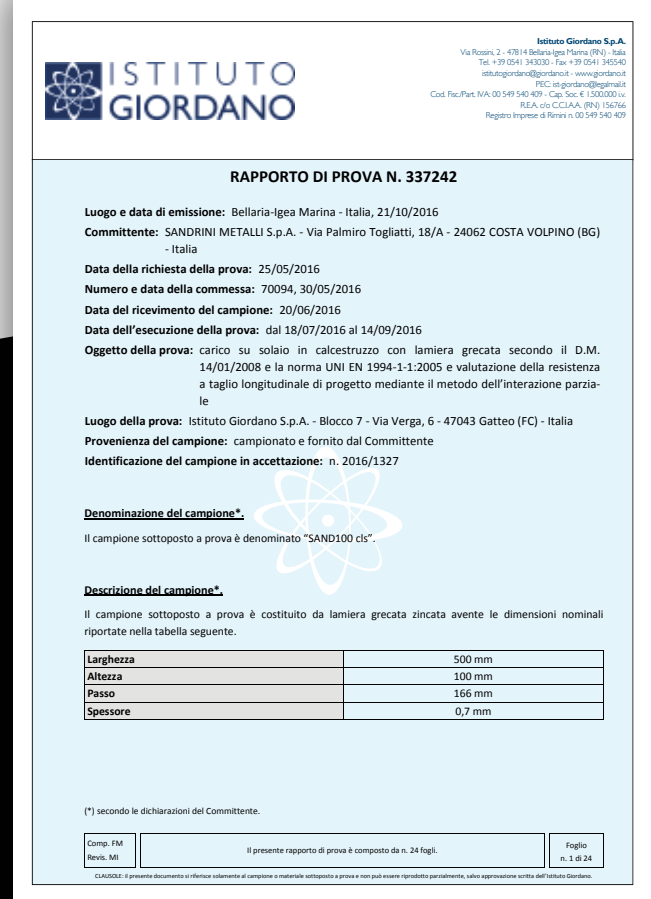 ISTITUTO
GIORDANO
Istituto Giordano S.p.A.
Via Rossini, 2 - 47814 Bellaria-Igea Marina (RN) - Italia
Tel. +39 0541 343030 - Fax +39 0541 345540
istitutogiordano@giordano.it - www.giordano.it
PEC: ist-giordano@legalmail.it
Cod. Fisc./Part. IVA: 00 549 540 409 - Cap. Soc. € 1.500.000 i.v.
R.E.A. c/o C.C.I.A.A. (RN) 156766
Registro Imprese di Rimini n. 00 549 540 409
RAPPORTO DI PROVA N. 337242
Luogo e data di emissione: Bellaria-Igea Marina - Italia, 21/10/2016
Committente: SANDRINI METALLI S.p.A. - Via Palmiro Togliatti, 18/A - 24062 COSTA VOLPINO (BG)
- Italia
Data della richiesta della prova: 25/05/2016
Numero e data della commessa: 70094, 30/05/2016
Data del ricevimento del campione: 20/06/2016
Data dell'esecuzione della prova: dal 18/07/2016 al 14/09/2016
Oggetto della prova: carico su solaio in calcestruzzo con lamiera grecata secondo il D.M.
14/01/2008 e la norma UNI EN 1994-1-1:2005 e valutazione della resistenza
a taglio longitudinale di progetto mediante il metodo dell'interazione parzia-
le
Luogo della prova: Istituto Giordano S.p.A. - Blocco 7 - Via Verga, 6 - 47043 Gatteo (FC) - Italia
Provenienza del campione: campionato e fornito dal Committente
Identificazione del campione in accettazione: n. 2016/1327
Denominazione del campione*.
Il campione sottoposto a prova è denominato "SAND100 cls".
Descrizione del campione*.
Il campione sottoposto a prova è costituito da lamiera grecata zincata avente le dimensioni nominali
riportate nella tabella seguente.
Larghezza 500 mm
Altezza 100 mm
Passo 166 mm
Spessore 0,7 mm
(*) secondo le dichiarazioni del Committente.
Comp. FM
Revis. MI
Il presente rapporto di prova è composto da n. 24 fogli.
Foglio
n. 1 di 24
CLAUSOLE: il presente documento si riferisce solamente al campione o materiale sottoposto a prova e non può essere riprodotto parzialmente, salvo approvazione scritta dell'Istituto Giordano.